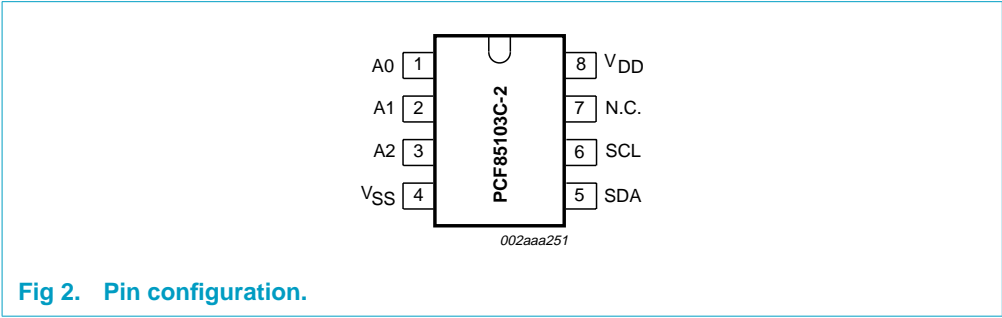 A0 1 8 VDD
A1 2 7 N.C.
A2 3 6 SCL
VSS 4 5 SDA
PCF85103C-2
002aaa251
Fig 2. Pin configuration.